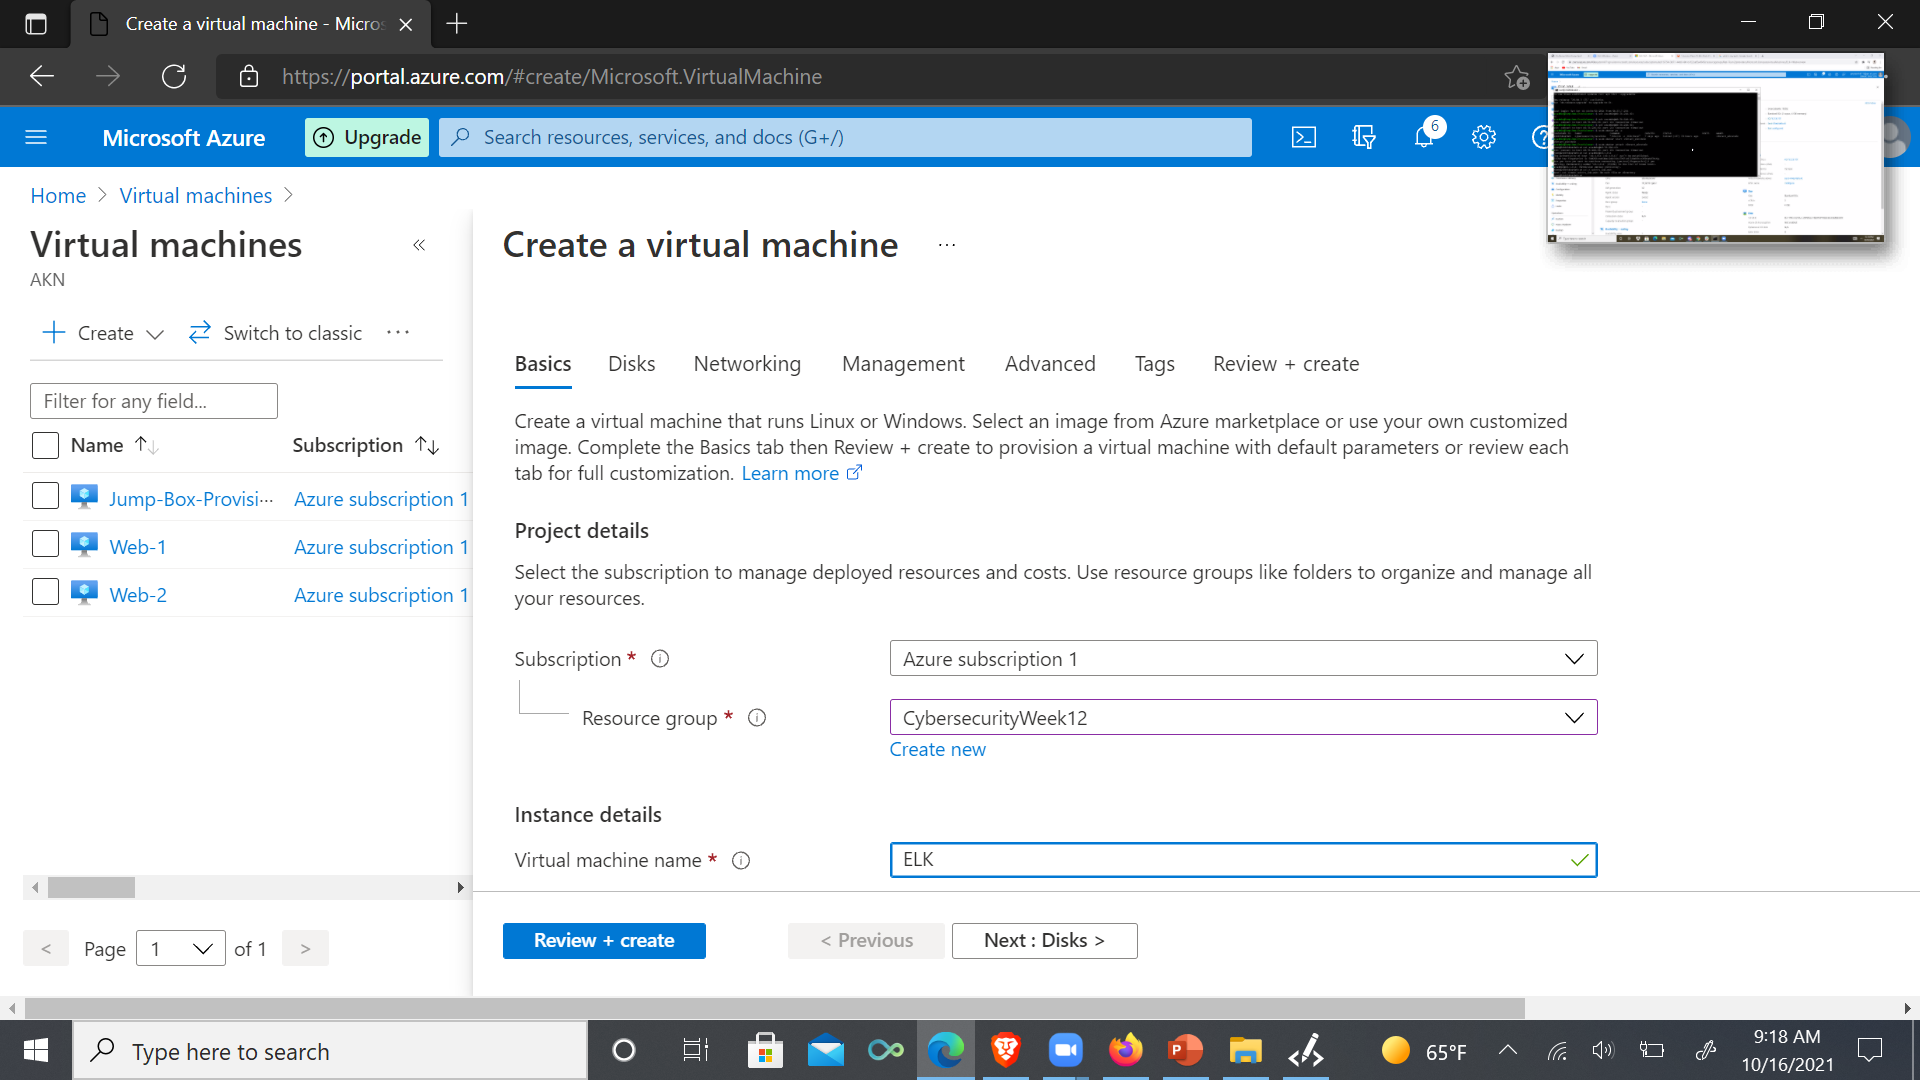 Create a virtual machine - Micros
https://portal.azure.com/#create/Microsoft.VirtualMachine
Microsoft Azure
Upgrade
Search resources, services, and docs (G+/)
6
Home > Virtual machines >
Virtual machines
AKN
Create
Switch to classic
Filter for any field...
Name
Subscription
Jump-Box-Provisi...
Azure subscription 1
Web-1
Azure subscription 1
Web-2
Azure subscription 1
< Page 1 of 1 >
Create a virtual machine ...
Basics
Disks
Networking
Management
Advanced
Tags
Review + create
Create a virtual machine that runs Linux or Windows. Select an image from Azure marketplace or use your own customized
image. Complete the Basics tab then Review + create to provision a virtual machine with default parameters or review each
tab for full customization. Learn more
Project details
Select the subscription to manage deployed resources and costs. Use resource groups like folders to organize and manage all
your resources.
Subscription *
Azure subscription 1
Resource group *
CybersecurityWeek12
Create new
Instance details
Virtual machine name *
ELK
Review + create
< Previous
Next : Disks >
Type here to search
65°F
9:18 AM
10/16/2021